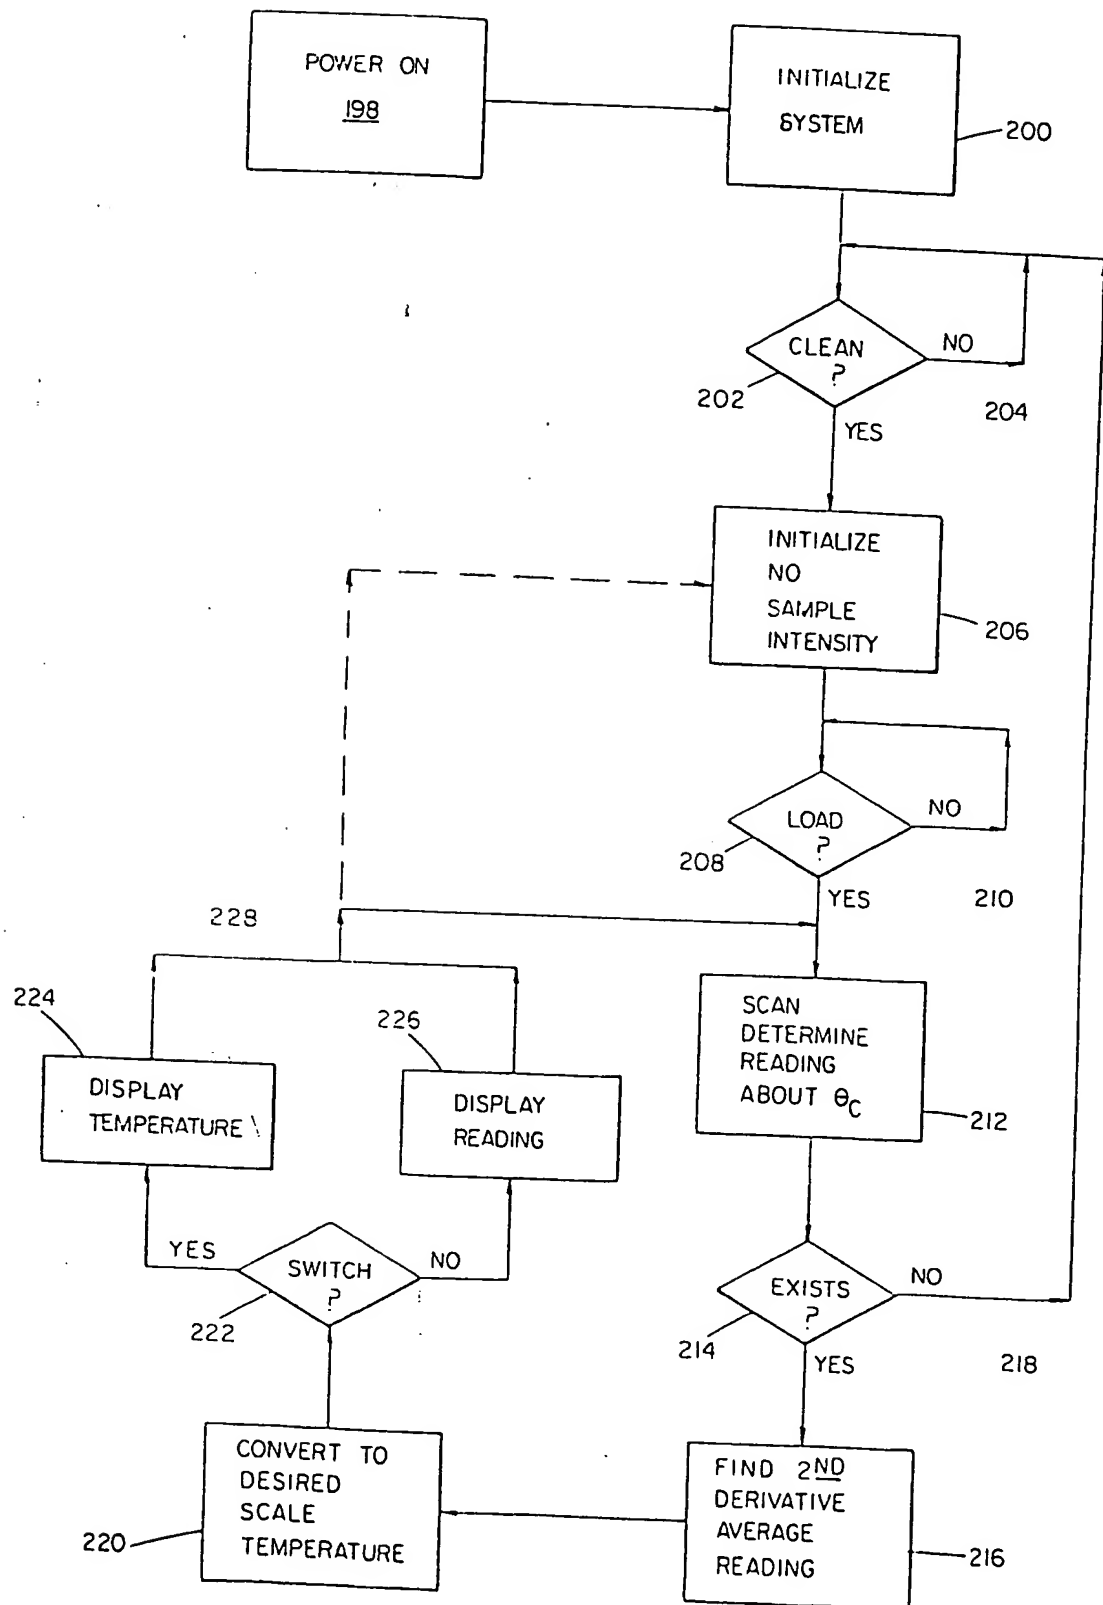 POWER ON
198
INITIALIZE
SYSTEM
200
CLEAN
?
NO
202
204
YES
INITIALIZE
NO
SAMPLE
INTENSITY
206
LOAD
?
NO
208
210
YES
228
224
226
SCAN
DETERMINE
READING
ABOUT θC
212
DISPLAY
TEMPERATURE
DISPLAY
READING
YES
SWITCH
?
NO
222
EXISTS
?
NO
214
218
YES
CONVERT TO
DESIRED
SCALE
TEMPERATURE
220
FIND 2ND
DERIVATIVE
AVERAGE
READING
216